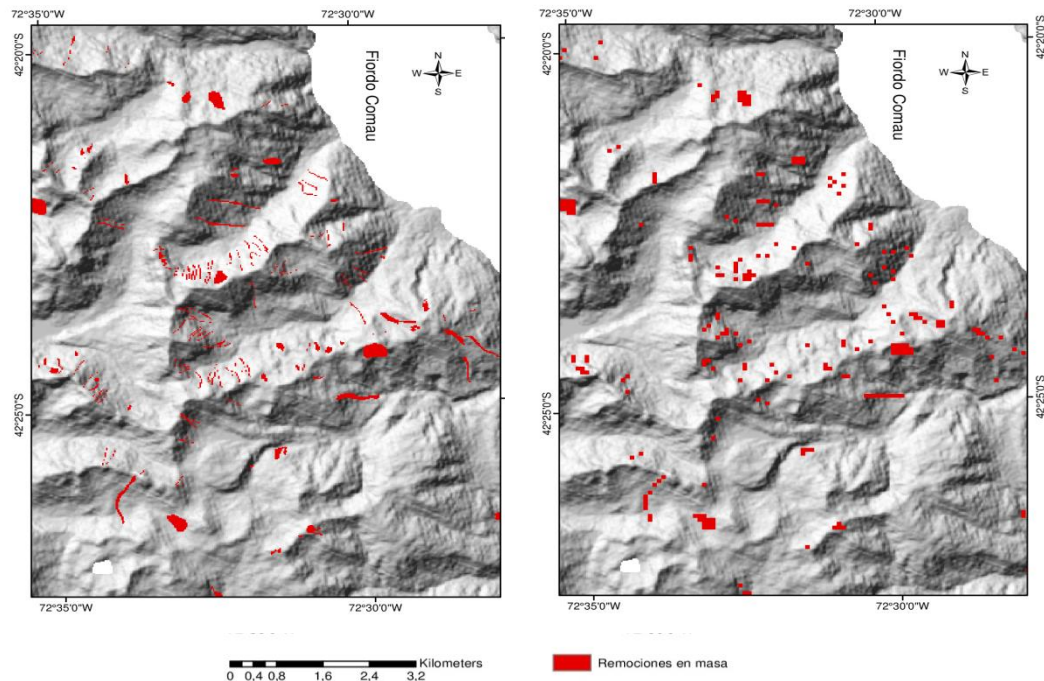 72°35'0"W
72°30'0"W
72°35'0"W
72°30'0"W
42°20'0"S
Fiordo Comau
N
W E
S
42°20'0"S
Fiordo Comau
N
W E
S
42°25'0"S
42°25'0"S
72°35'0"W
72°30'0"W
72°35'0"W
72°30'0"W
Kilometers
0 0,4 0,8 1,6 2,4 3,2
Remociones en masa